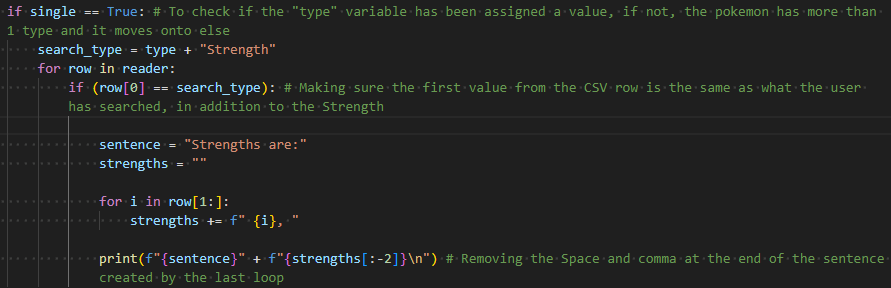 if single == True: # To check if the "type" variable has been assigned a value, if not, the pokemon has more than
1 type and it moves onto else
    search_type = type + "Strength"
    for row in reader:
        if (row[0] == search_type): # Making sure the first value from the CSV row is the same as what the user
        has searched, in addition to the Strength
            sentence = "Strengths are:"
            strengths = ""
            for i in row[1:]:
                strengths += f" {i}, "
            print(f"{sentence}" + f"{strengths[:-2]}\n") # Removing the Space and comma at the end of the sentence
            created by the last loop